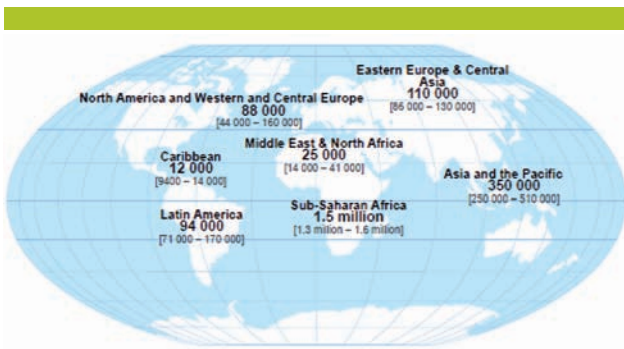 Eastern Europe & Central
Asia
110 000
[86 000 – 130 000]
North America and Western and Central Europe
88 000
[44 000 – 160 000]
Middle East & North Africa
25 000
[14 000 – 41 000]
Caribbean
12 000
[9400 – 14 000]
Asia and the Pacific
350 000
[250 000 – 510 000]
Sub-Saharan Africa
1.5 million
[1.3 million – 1.6 million]
Latin America
94 000
[71 000 – 170 000]